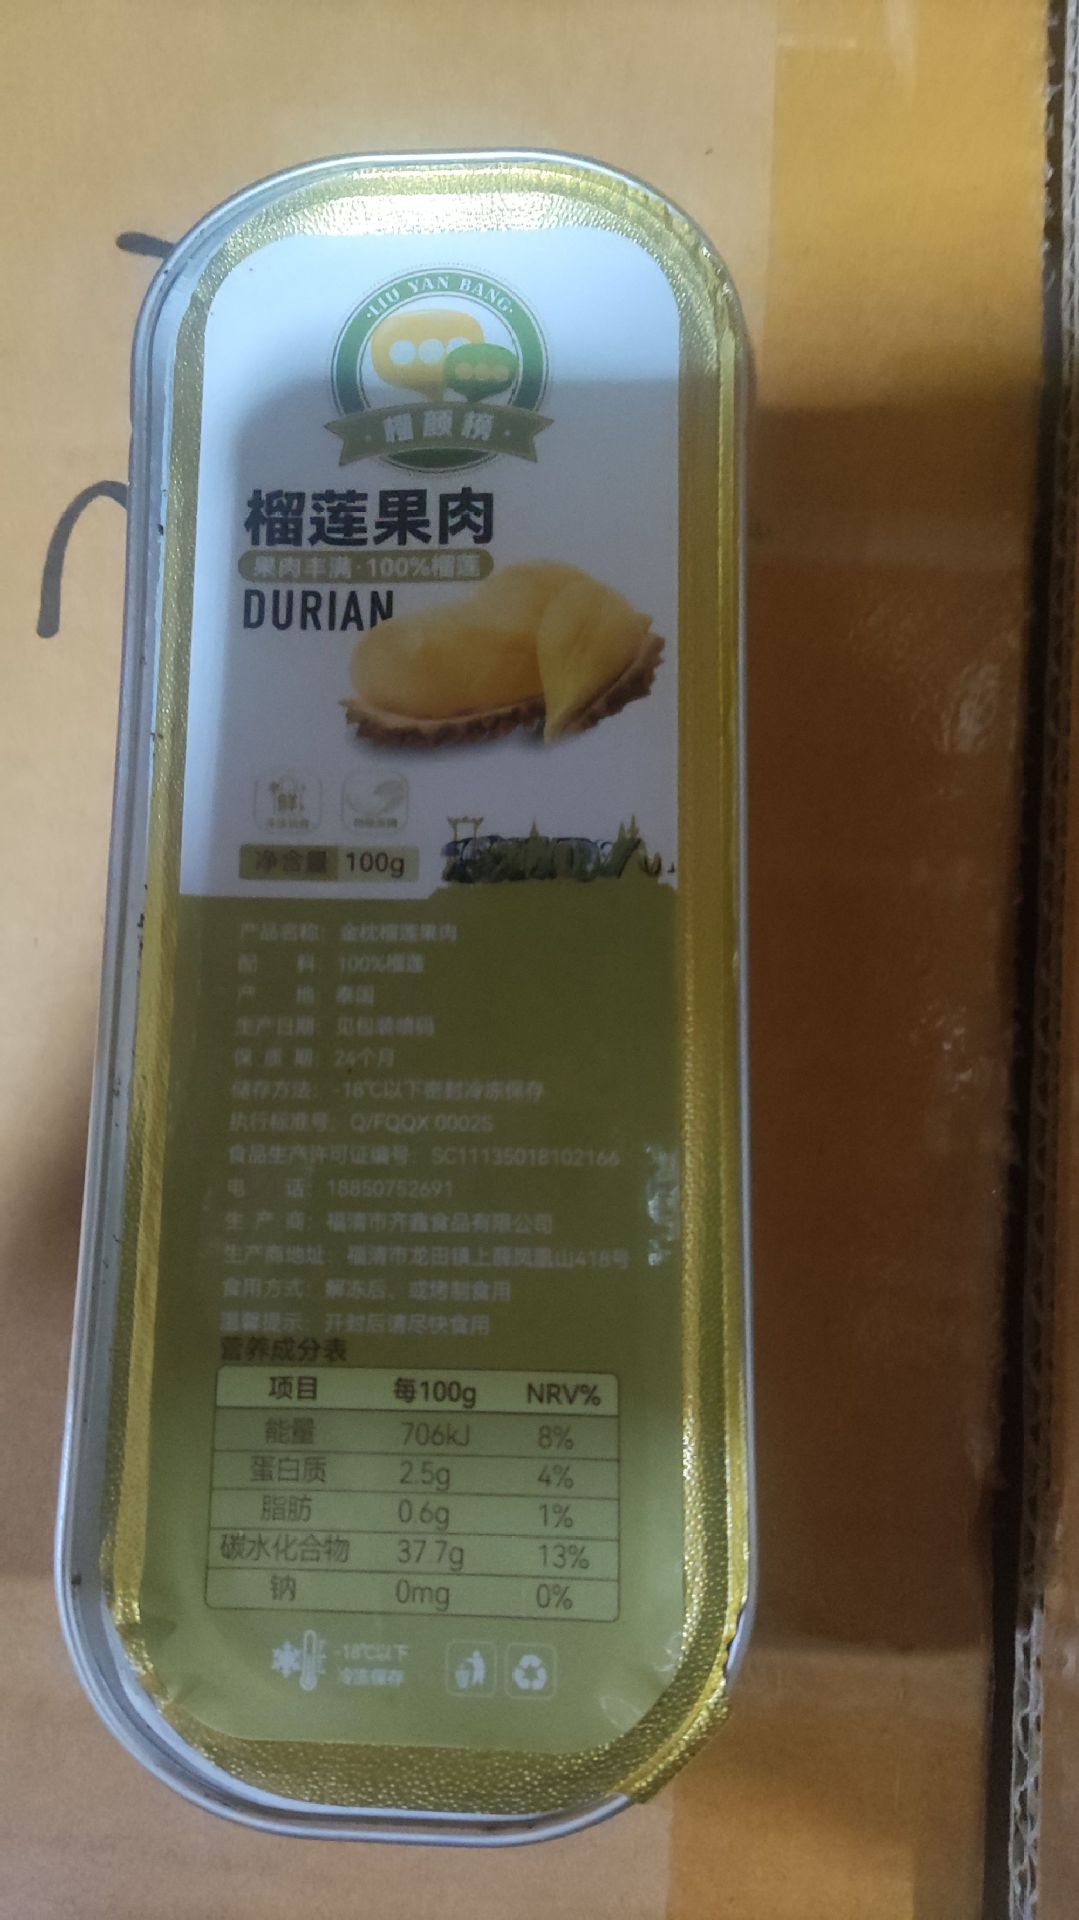 ·LIU YAN BANG·
·榴颜榜·
榴莲果肉
果肉丰满·100%榴莲
DURIAN
鲜
净含量 100g
产品名称: 金枕榴莲果肉
配 料: 100%榴莲
产 地: 泰国
生产日期: 见包装喷码
保质期: 24个月
储存方法: -18℃以下密封冷冻保存
执行标准号: Q/FQQX 0002S
食品生产许可证编号: SC11135018102166
电 话: 18850752691
生产商: 福清市齐鑫食品有限公司
生产商地址: 福清市龙田镇上薛凤凰山418号
食用方式: 解冻后、或烤制食用
温馨提示: 开封后请尽快食用
营养成分表
项目 每100g NRV%
能量 706kJ 8%
蛋白质 2.5g 4%
脂肪 0.6g 1%
碳水化合物 37.7g 13%
钠 0mg 0%
-18℃以下
冷冻保存